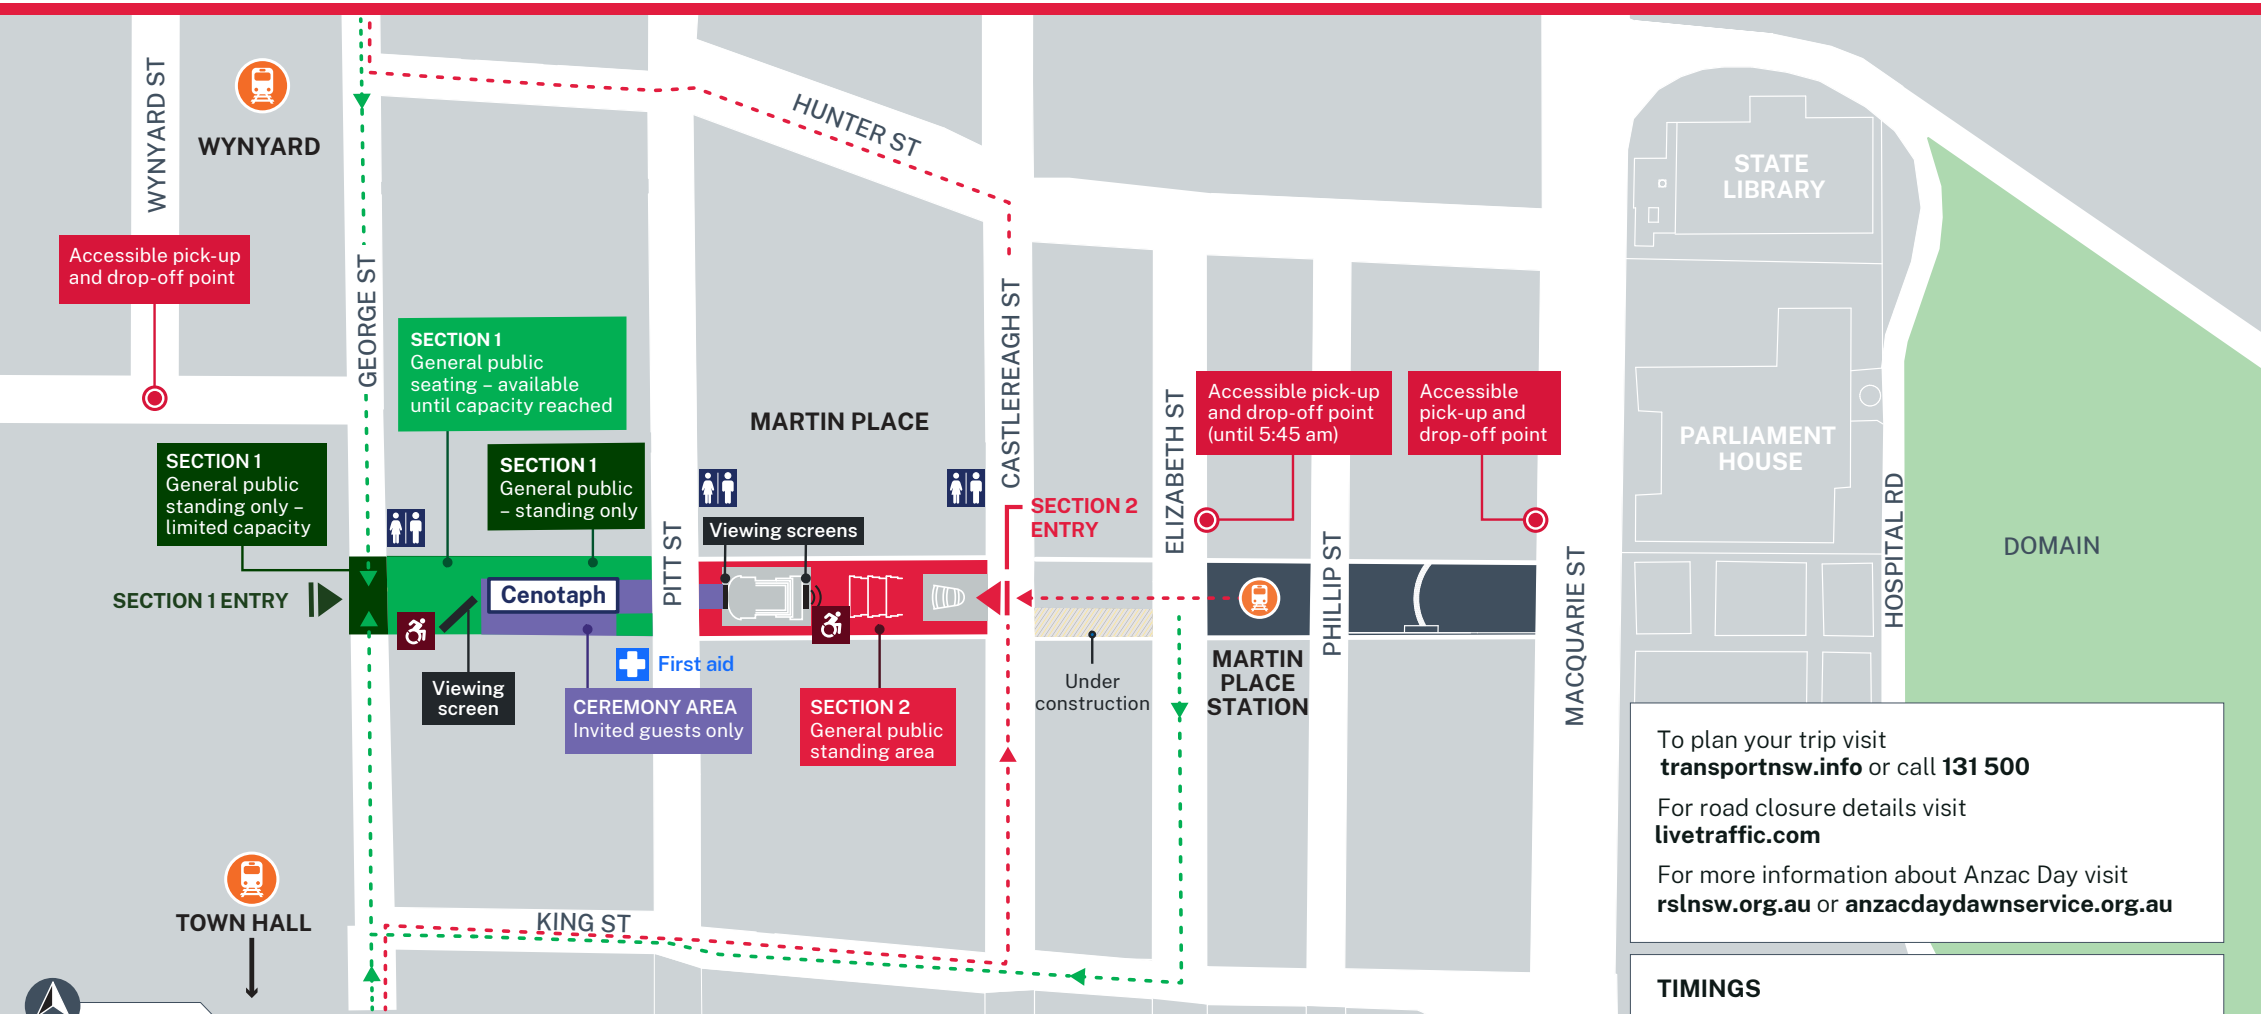 WYNYARD ST
WYNYARD
HUNTER ST
STATE
LIBRARY
Accessible pick-up
and drop-off point
GEORGE ST
SECTION 1
General public
seating – available
until capacity reached
MARTIN PLACE
CASTLEREAGH ST
ELIZABETH ST
Accessible pick-up
and drop-off point
(until 5:45 am)
Accessible
pick-up and
drop-off point
PARLIAMENT
HOUSE
SECTION 1
General public
standing only –
limited capacity
SECTION 1
General public
– standing only
PITT ST
Viewing screens
SECTION 2
ENTRY
PHILLIP ST
MACQUARIE ST
HOSPITAL RD
DOMAIN
SECTION 1 ENTRY
Cenotaph
First aid
Viewing
screen
CEREMONY AREA
Invited guests only
SECTION 2
General public
standing area
Under
construction
MARTIN
PLACE
STATION
To plan your trip visit
transportnsw.info or call 131 500
For road closure details visit
livetraffic.com
For more information about Anzac Day visit
rslnsw.org.au or anzacdaydawnservice.org.au
TOWN HALL
KING ST
TIMINGS